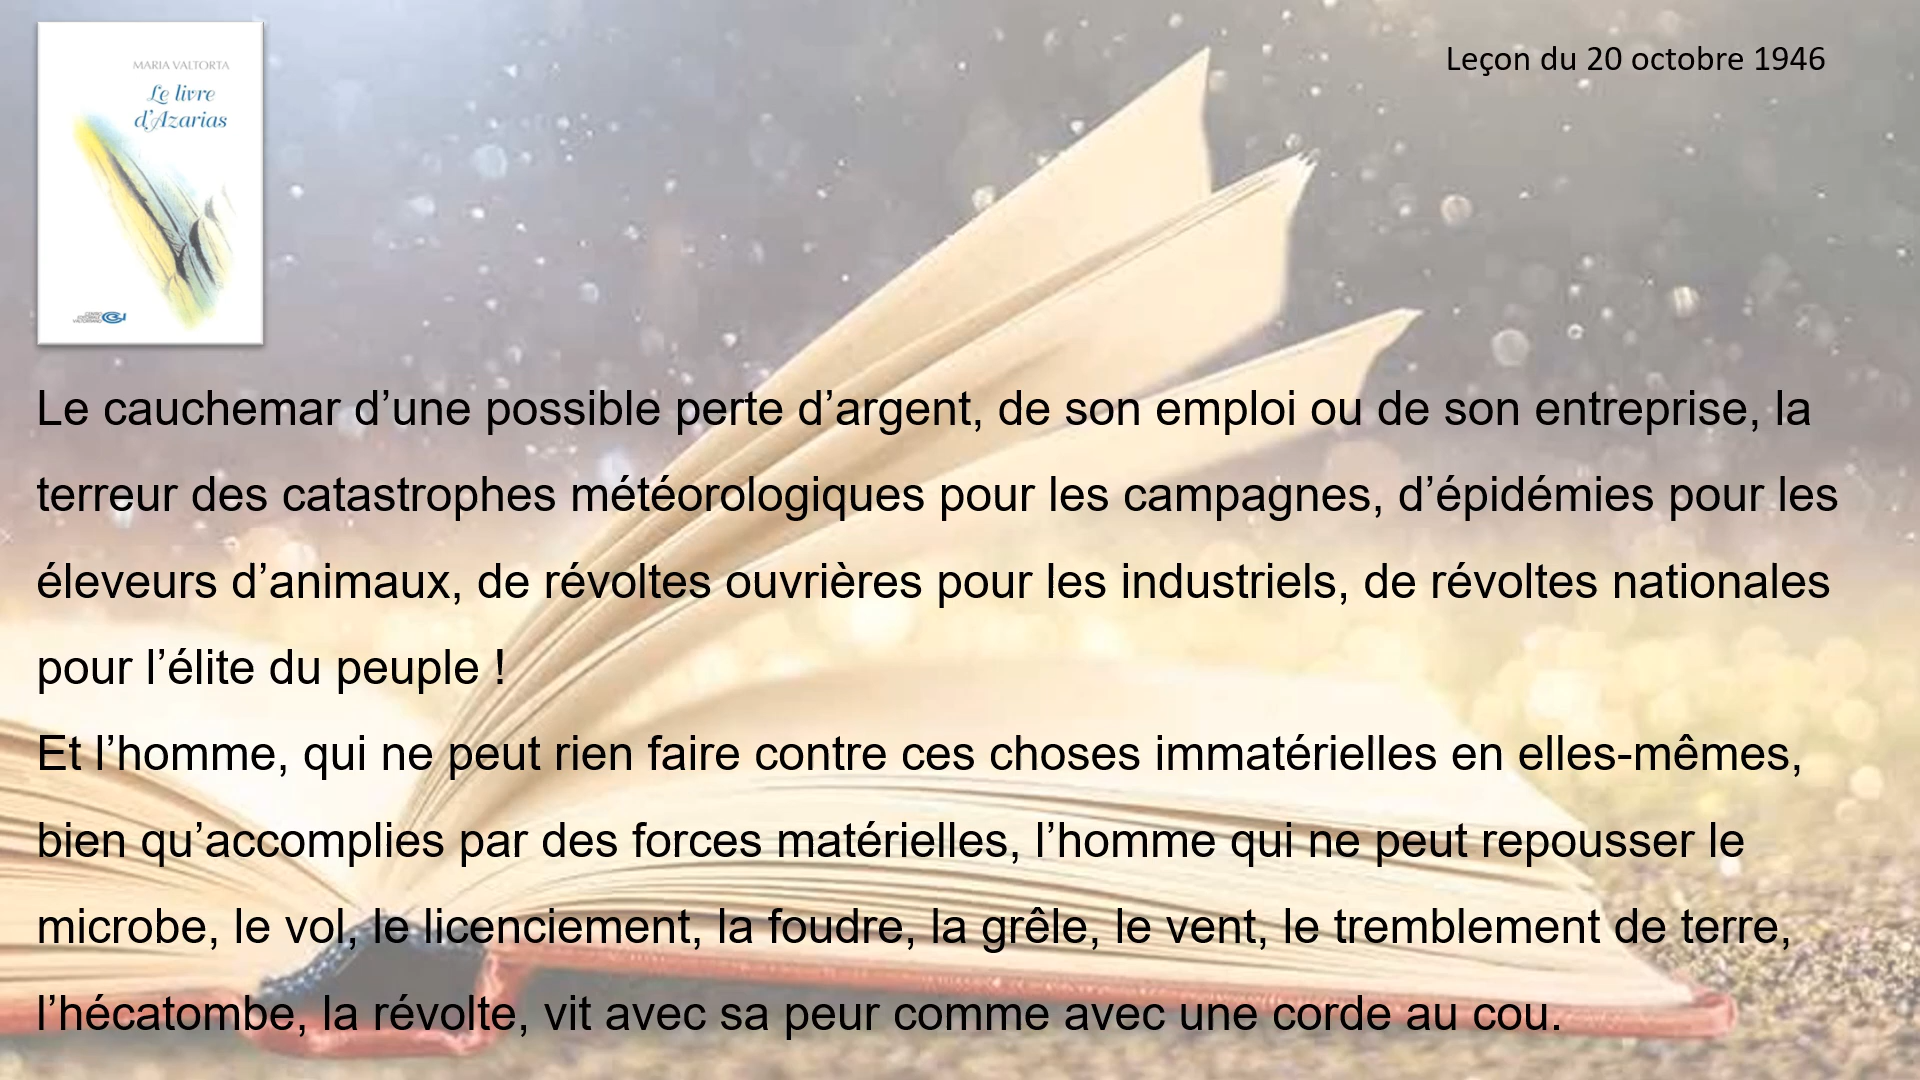 MARIA VALTORTA
Le livre
d’Azarias
Leçon du 20 octobre 1946
Le cauchemar d’une possible perte d’argent, de son emploi ou de son entreprise, la
terreur des catastrophes météorologiques pour les campagnes, d’épidémies pour les
éleveurs d’animaux, de révoltes ouvrières pour les industriels, de révoltes nationales
pour l’élite du peuple !
Et l’homme, qui ne peut rien faire contre ces choses immatérielles en elles-mêmes,
bien qu’accomplies par des forces matérielles, l’homme qui ne peut repousser le
microbe, le vol, le licenciement, la foudre, la grêle, le vent, le tremblement de terre,
l’hécatombe, la révolte, vit avec sa peur comme avec une corde au cou.